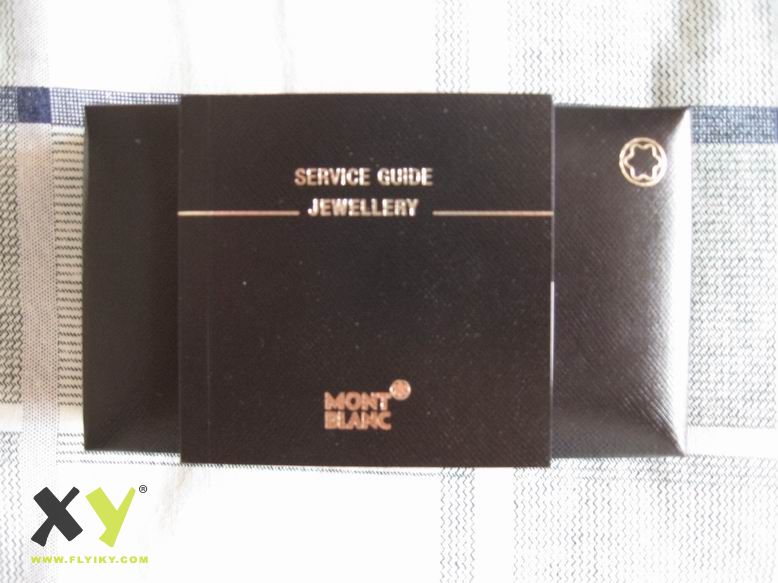 SERVICE GUIDE
JEWELLERY
MONT
BLANC
XY®
WWW.FLYIKY.COM